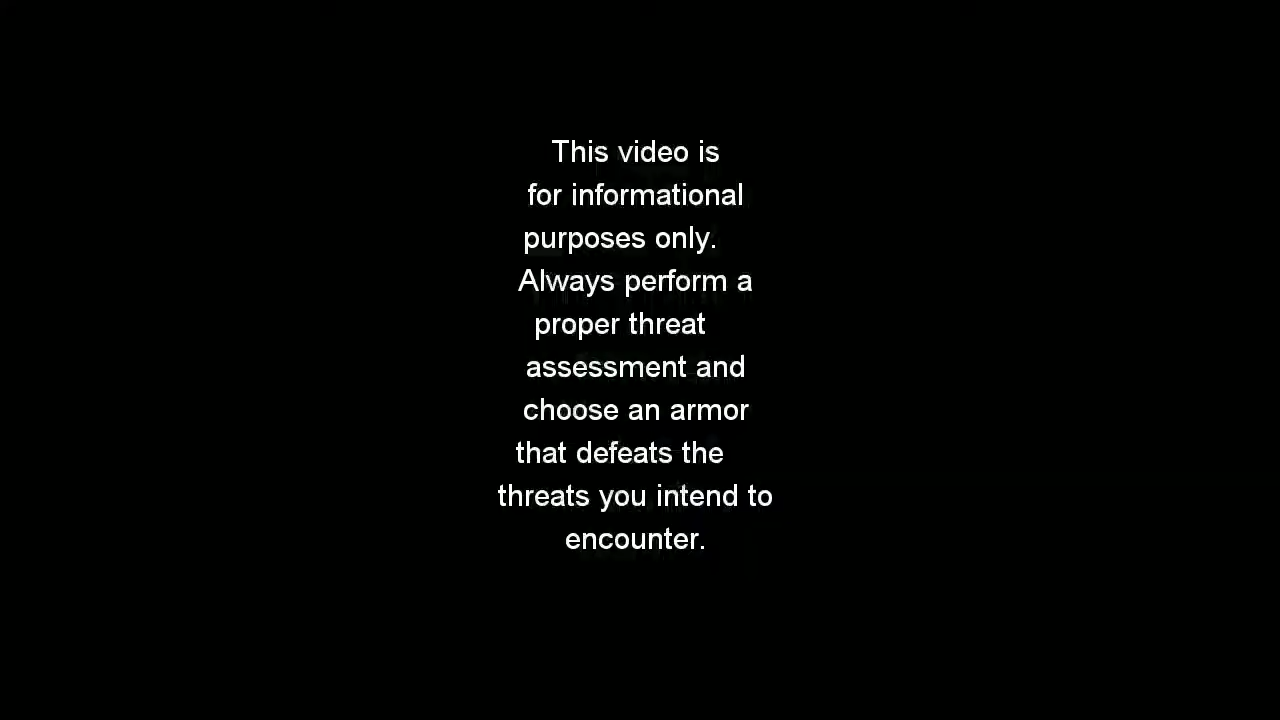 This video is
for informational
purposes only.
Always perform a
proper threat
assessment and
choose an armor
that defeats the
threats you intend to
encounter.